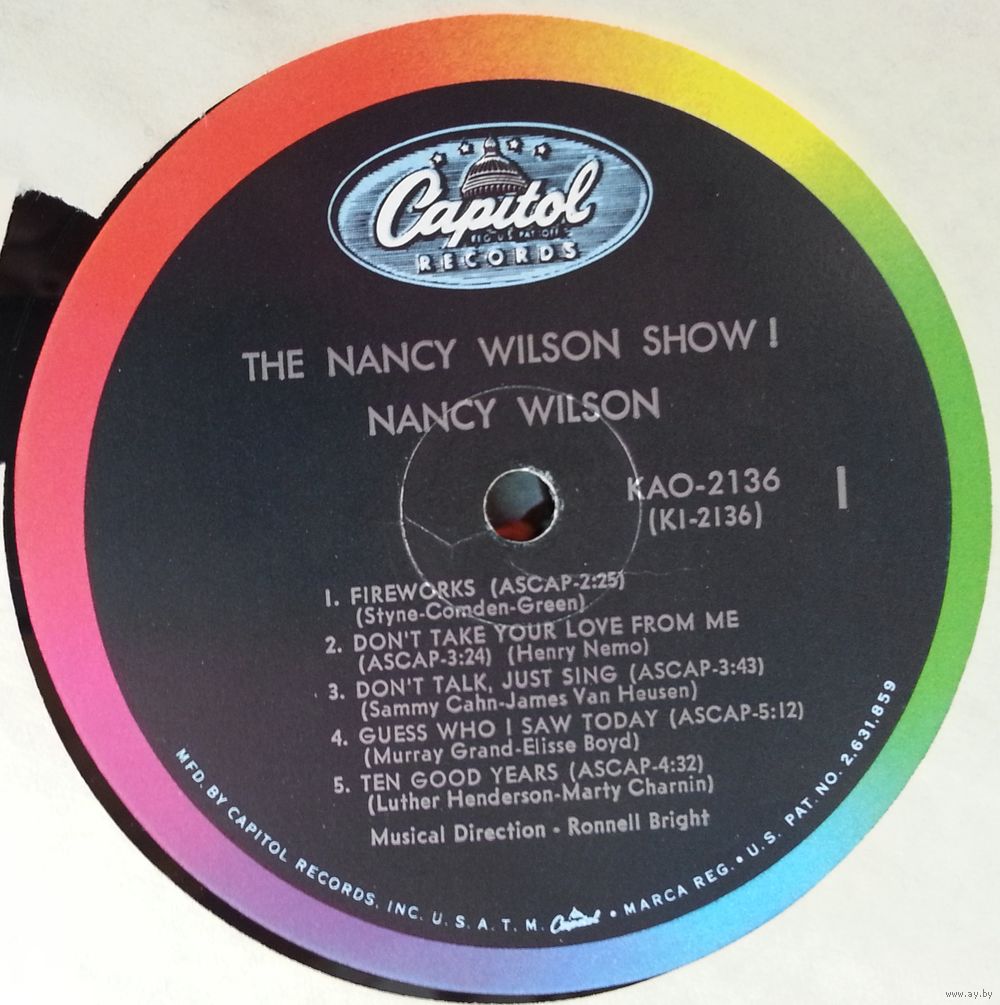 Capitol
REG. U.S. PAT. OFF.
RECORDS
THE NANCY WILSON SHOW!
NANCY WILSON
KAO-2136
(K1-2136)
1
1. FIREWORKS (ASCAP-2:25)
(Styne-Comden-Green)
2. DON'T TAKE YOUR LOVE FROM ME
(ASCAP-3:24) (Henry Nemo)
3. DON'T TALK, JUST SING (ASCAP-3:43)
(Sammy Cahn-James Van Heusen)
4. GUESS WHO I SAW TODAY (ASCAP-5:12)
(Murray Grand-Elisse Boyd)
5. TEN GOOD YEARS (ASCAP-4:32)
(Luther Henderson-Marty Charnin)
Musical Direction • Ronnell Bright
MFD. BY CAPITOL RECORDS, INC. U. S. A. T. M. Capitol • MARCA REG. • U.S. PAT. NO. 2,631,859
www.ay.by